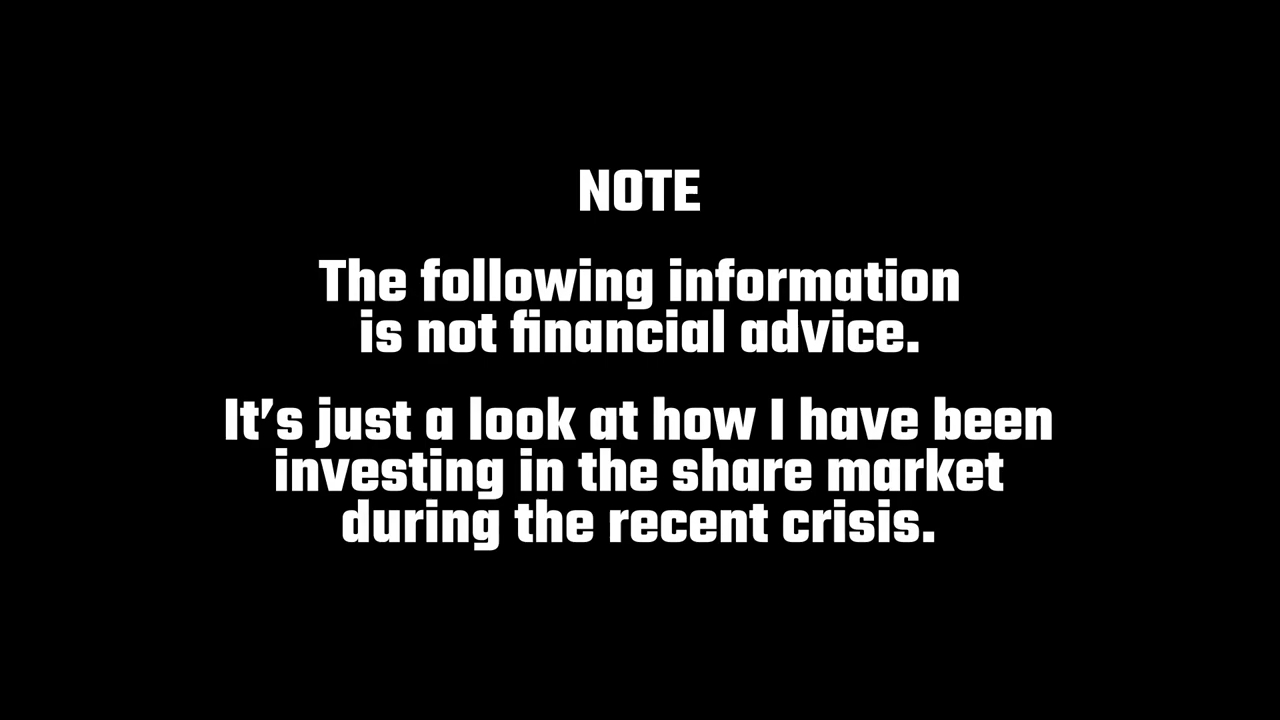 NOTE
The following information
is not financial advice.
It’s just a look at how I have been
investing in the share market
during the recent crisis.